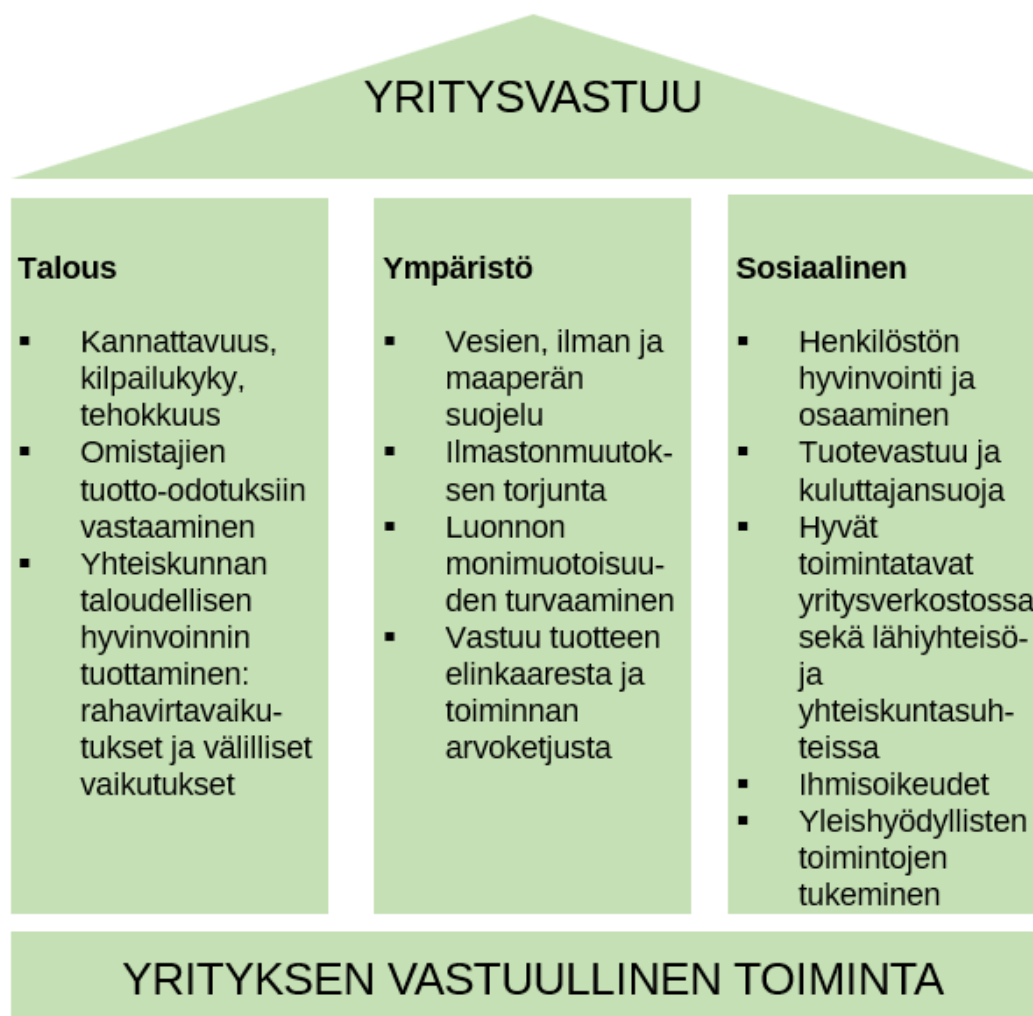 YRITYSVASTUU
Talous
▪ Kannattavuus,
kilpailukyky,
tehokkuus
▪ Omistajien
tuotto-odotuksiin
vastaaminen
▪ Yhteiskunnan
taloudellisen
hyvinvoinnin
tuottaminen:
rahavirtavaiku-
tukset ja välilliset
vaikutukset
Ympäristö
▪ Vesien, ilman ja
maaperän
suojelu
▪ Ilmastonmuutok-
sen torjunta
▪ Luonnon
monimuotoisuu-
den turvaaminen
▪ Vastuu tuotteen
elinkaaresta ja
toiminnan
arvoketjusta
Sosiaalinen
▪ Henkilöstön
hyvinvointi ja
osaaminen
▪ Tuotevastuu ja
kuluttajansuoja
▪ Hyvät
toimintatavat
yritysverkostossa
sekä lähiyhteisö-
ja
yhteiskuntasuh-
teissa
▪ Ihmisoikeudet
▪ Yleishyödyllisten
toimintojen
tukeminen
YRITYKSEN VASTUULLINEN TOIMINTA